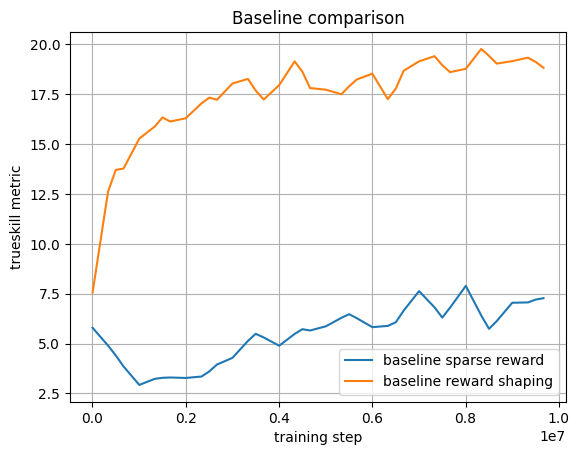 Baseline comparison
trueskill metric
20.0
17.5
15.0
12.5
10.0
7.5
5.0
2.5
baseline sparse reward
baseline reward shaping
0.0 0.2 0.4 0.6 0.8 1.0
1e7
training step